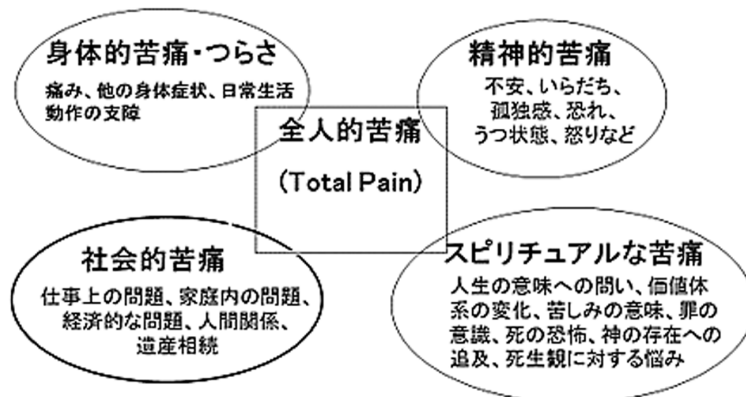 身体的苦痛・つらさ
痛み、他の身体症状、日常生活
動作の支障
精神的苦痛
不安、いらだち、
孤独感、恐れ、
うつ状態、怒りなど
全人的苦痛
(Total Pain)
社会的苦痛
仕事上の問題、家庭内の問題、
経済的な問題、人間関係、
遺産相続
スピリチュアルな苦痛
人生の意味への問い、価値体
系の変化、苦しみの意味、罪の
意識、死の恐怖、神の存在への
追及、死生観に対する悩み